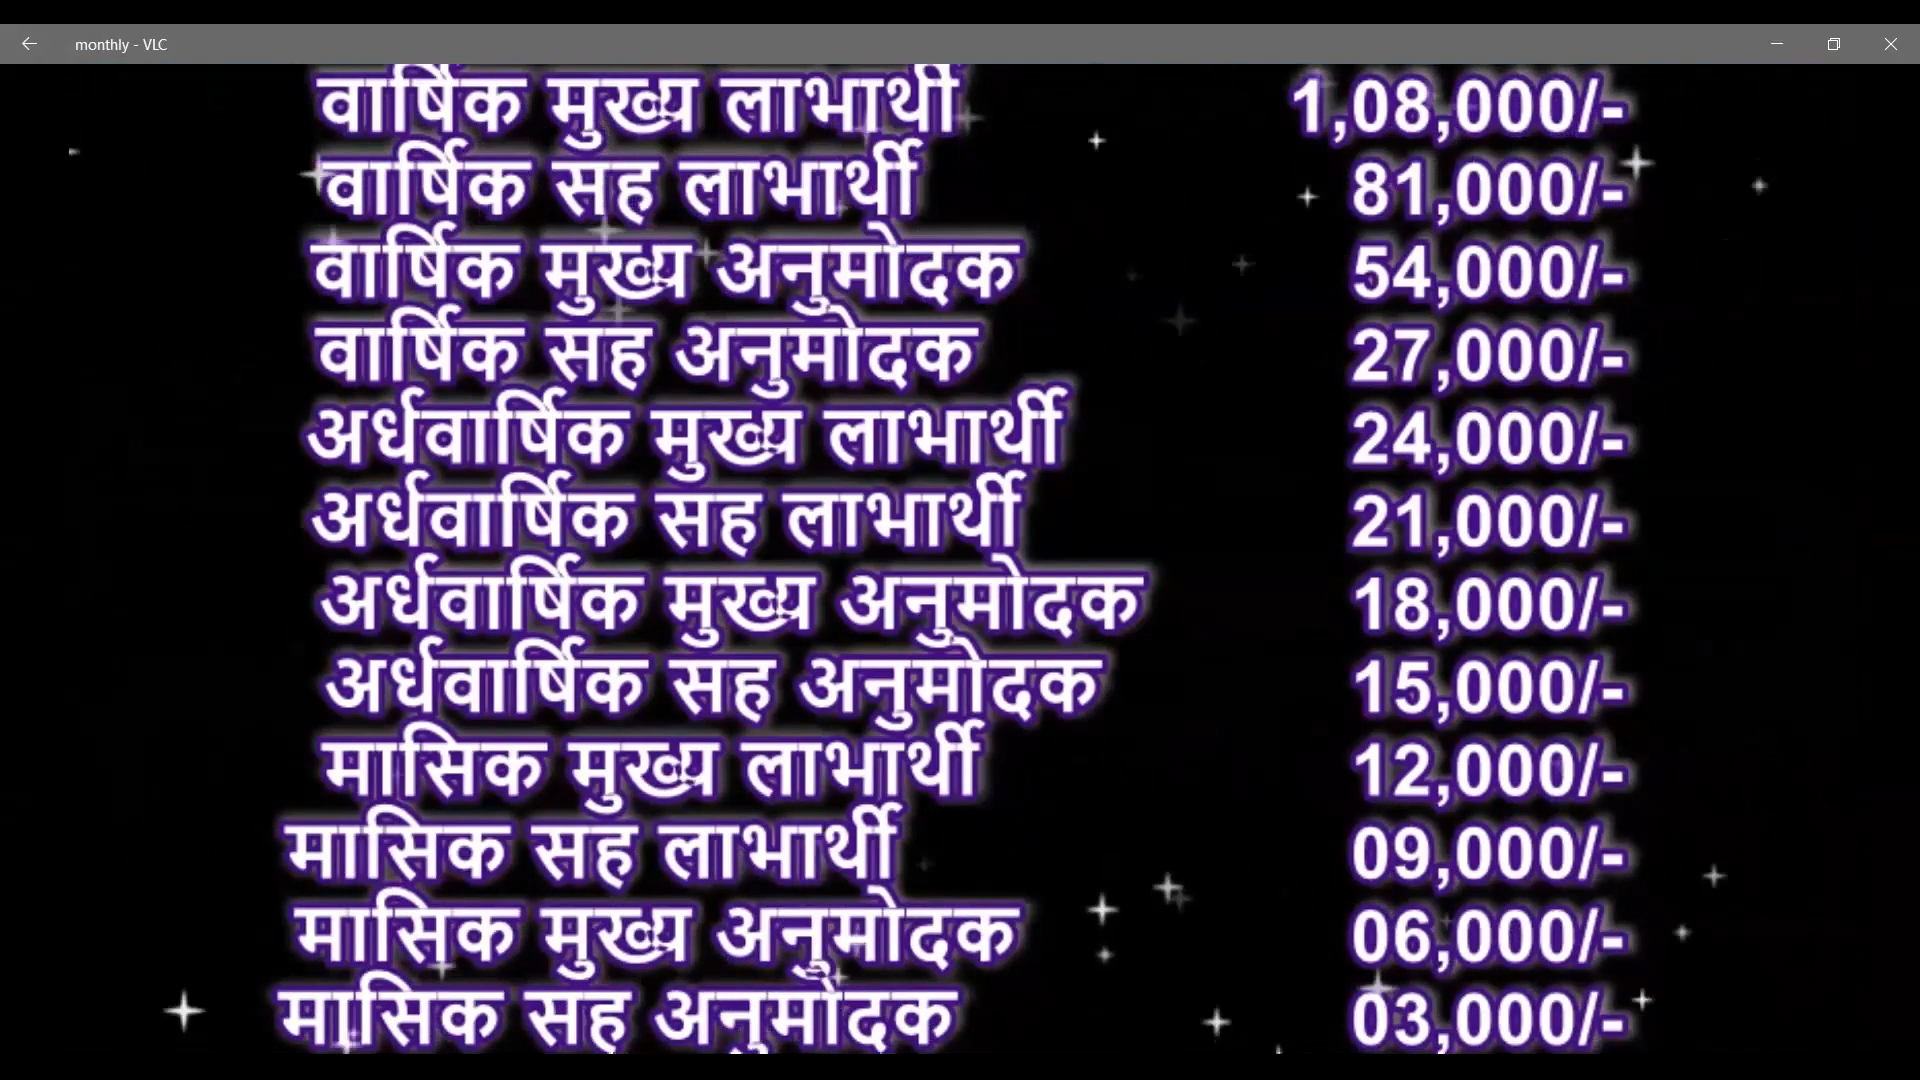 monthly - VLC
वार्षिक मुख्य लाभार्थी 1,08,000/-
वार्षिक सह लाभार्थी 81,000/-
वार्षिक मुख्य अनुमोदक 54,000/-
वार्षिक सह अनुमोदक 27,000/-
अर्धवार्षिक मुख्य लाभार्थी 24,000/-
अर्धवार्षिक सह लाभार्थी 21,000/-
अर्धवार्षिक मुख्य अनुमोदक 18,000/-
अर्धवार्षिक सह अनुमोदक 15,000/-
मासिक मुख्य लाभार्थी 12,000/-
मासिक सह लाभार्थी 09,000/-
मासिक मुख्य अनुमोदक 06,000/-
मासिक सह अनुमोदक 03,000/-